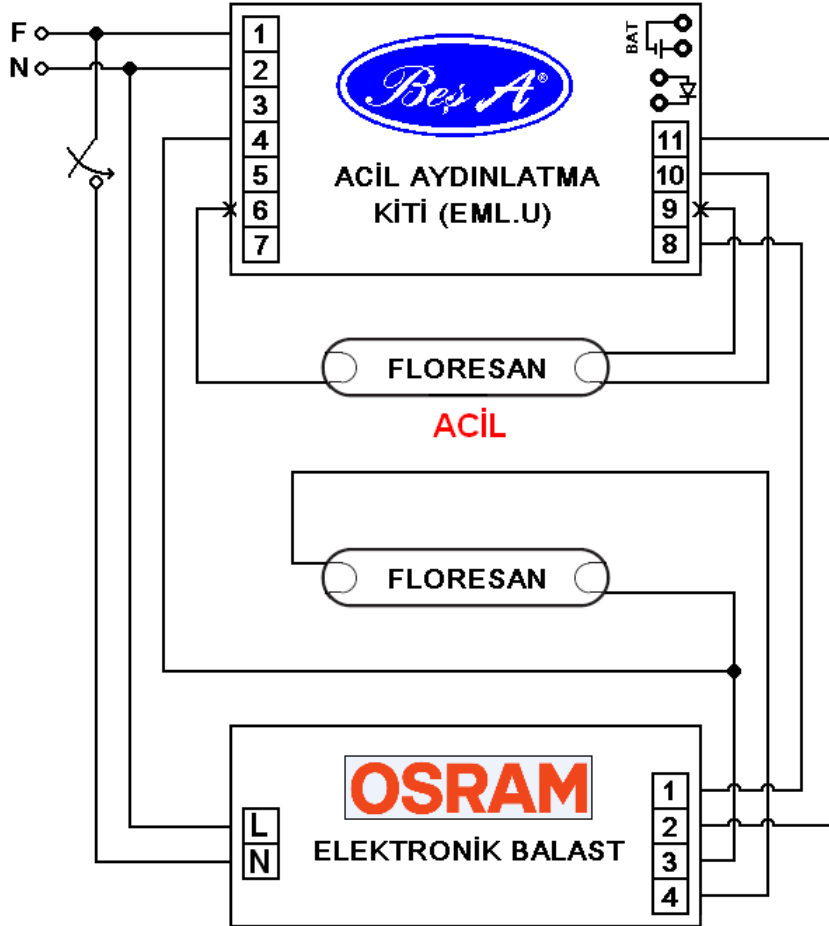 F
N
1
2
3
4
5
6
7
Beş A®
ACİL AYDINLATMA
KİTİ (EML.U)
BAT
11
10
9
8
FLORESAN
ACİL
FLORESAN
OSRAM
ELEKTRONİK BALAST
L
N
1
2
3
4